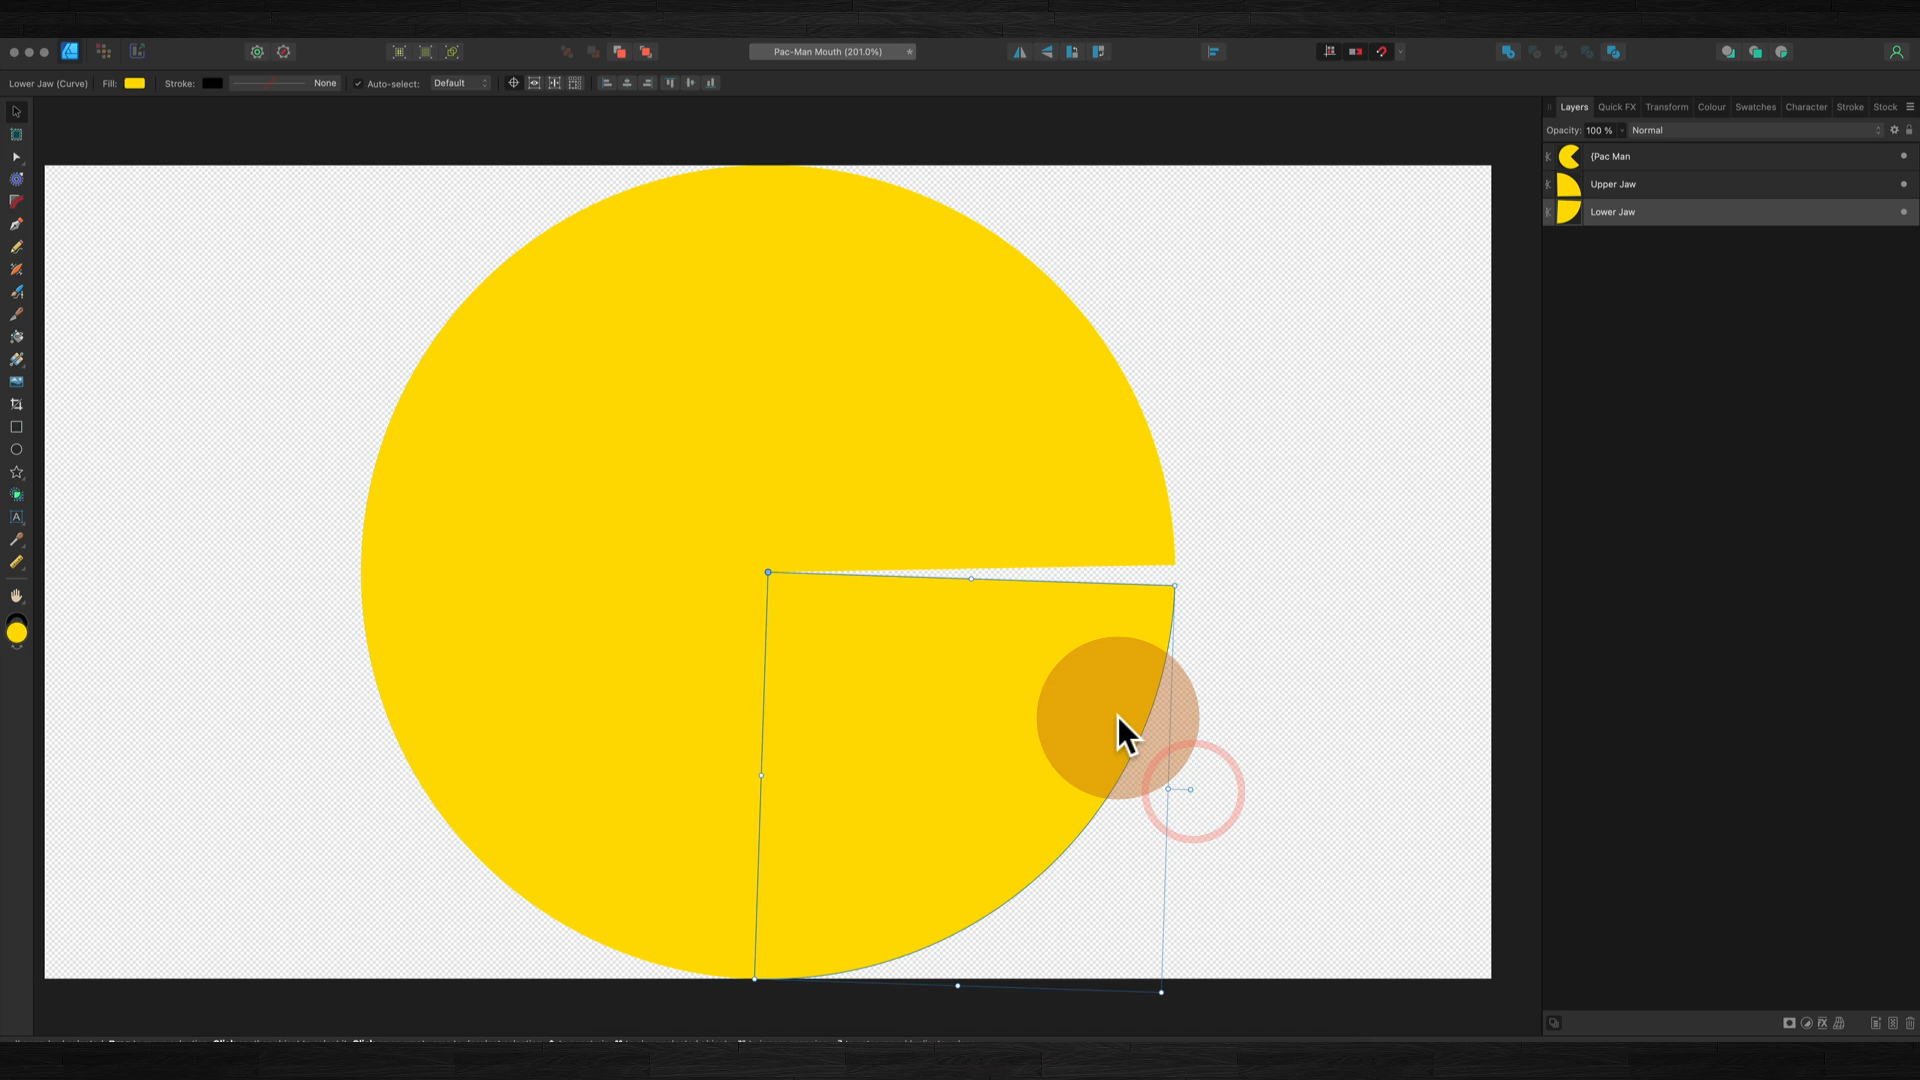 Pac-Man Mouth (201.0%)
Lower Jaw (Curve) Fill: Stroke: None Auto-select: Default
Layers Quick FX Transform Colour Swatches Character Stroke Stock
Opacity: 100 % Normal
{Pac Man
Upper Jaw
Lower Jaw